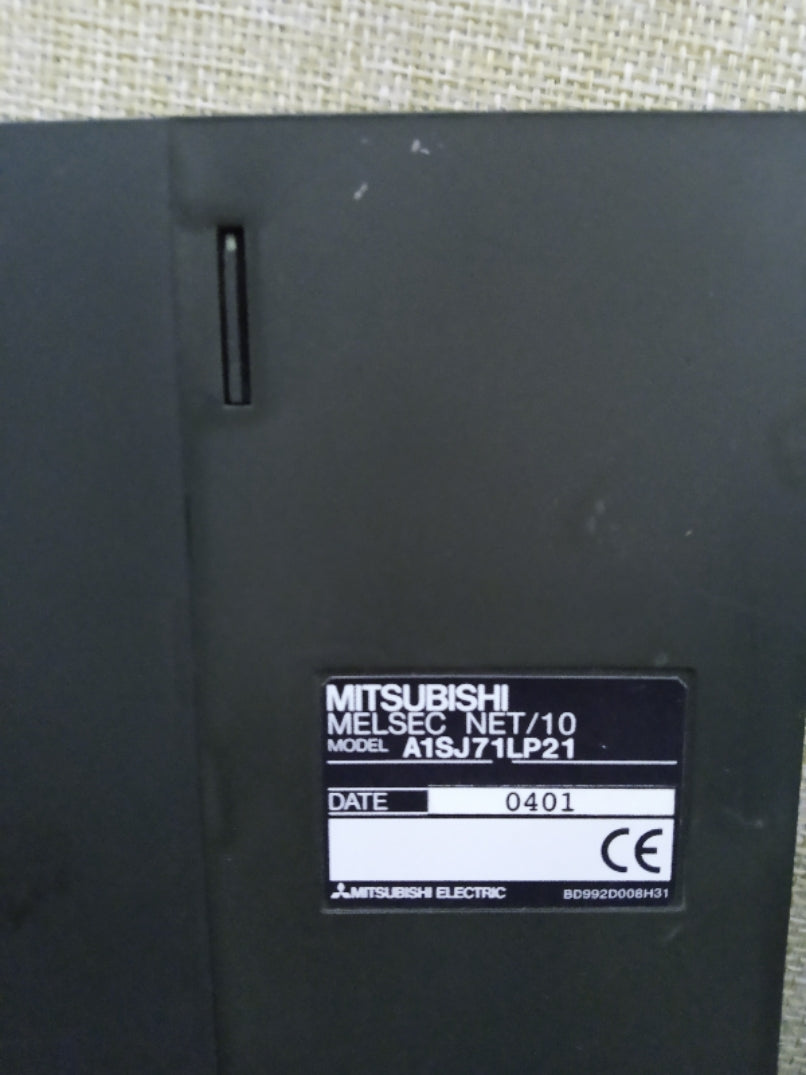 MITSUBISHI
MELSEC NET/10
MODEL A1SJ71LP21
DATE 0401
CE
MITSUBISHI ELECTRIC BD992D008H31